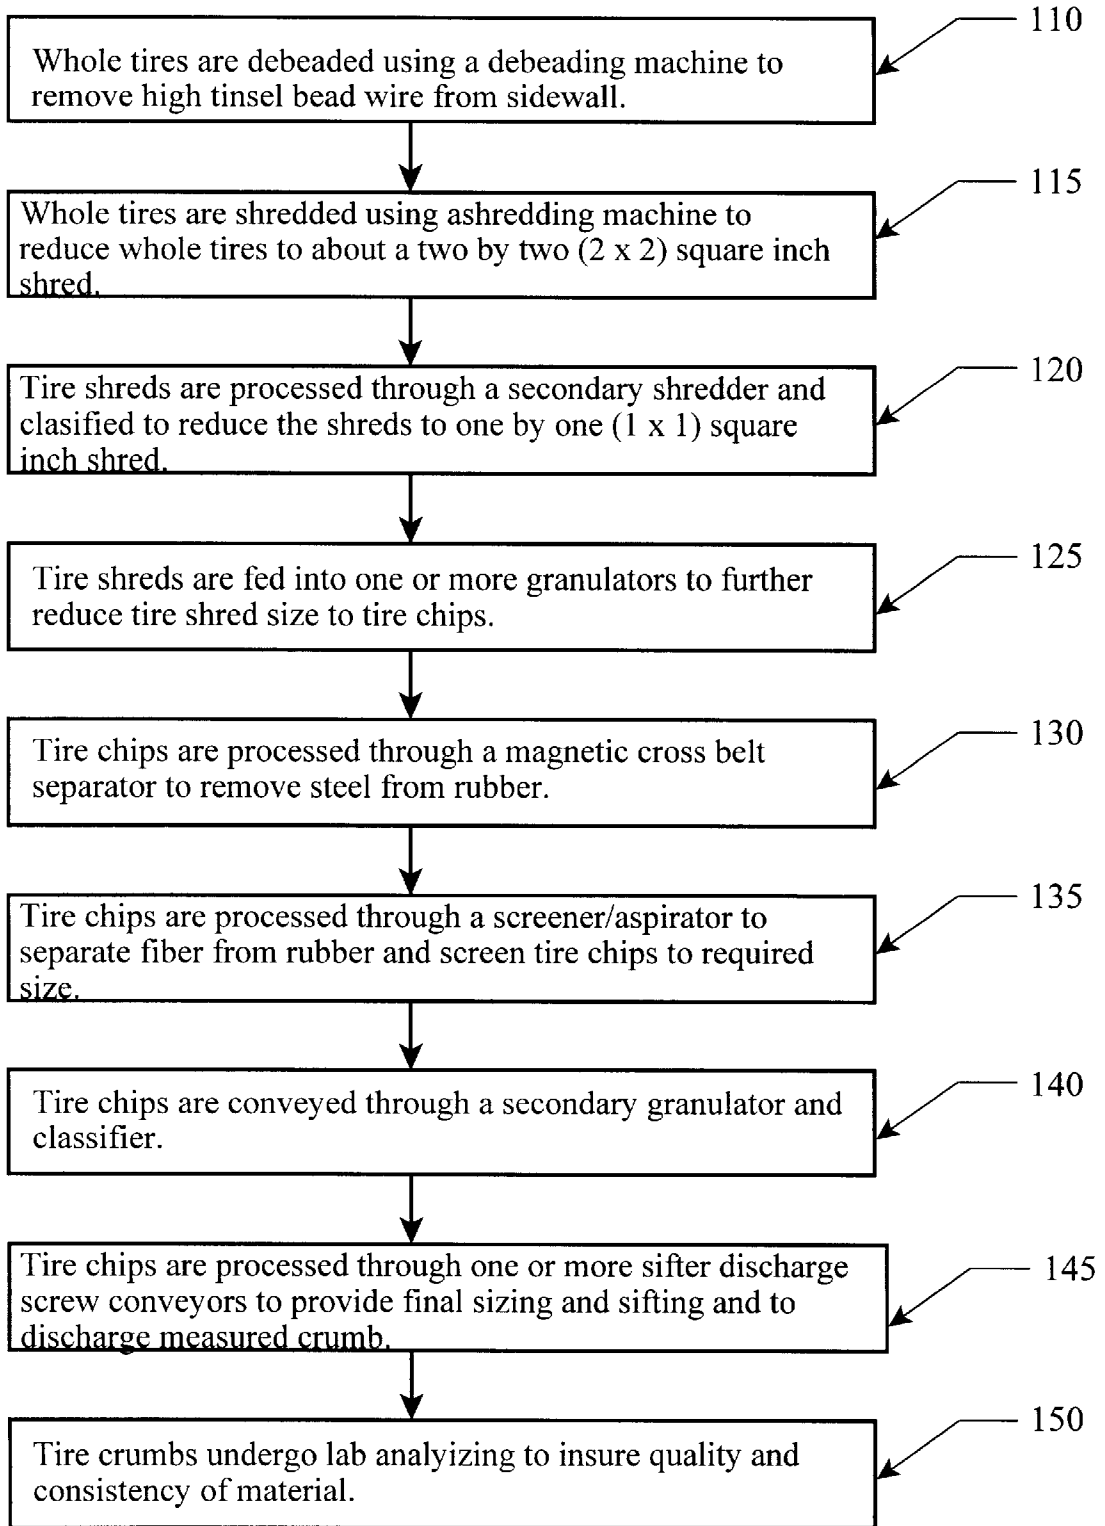 110
Whole tires are debeaded using a debeading machine to
remove high tinsel bead wire from sidewall.
115
Whole tires are shredded using ashredding machine to
reduce whole tires to about a two by two (2 x 2) square inch
shred.
120
Tire shreds are processed through a secondary shredder and
clasified to reduce the shreds to one by one (1 x 1) square
inch shred.
125
Tire shreds are fed into one or more granulators to further
reduce tire shred size to tire chips.
130
Tire chips are processed through a magnetic cross belt
separator to remove steel from rubber.
135
Tire chips are processed through a screener/aspirator to
separate fiber from rubber and screen tire chips to required
size.
140
Tire chips are conveyed through a secondary granulator and
classifier.
145
Tire chips are processed through one or more sifter discharge
screw conveyors to provide final sizing and sifting and to
discharge measured crumb.
150
Tire crumbs undergo lab analyizing to insure quality and
consistency of material.